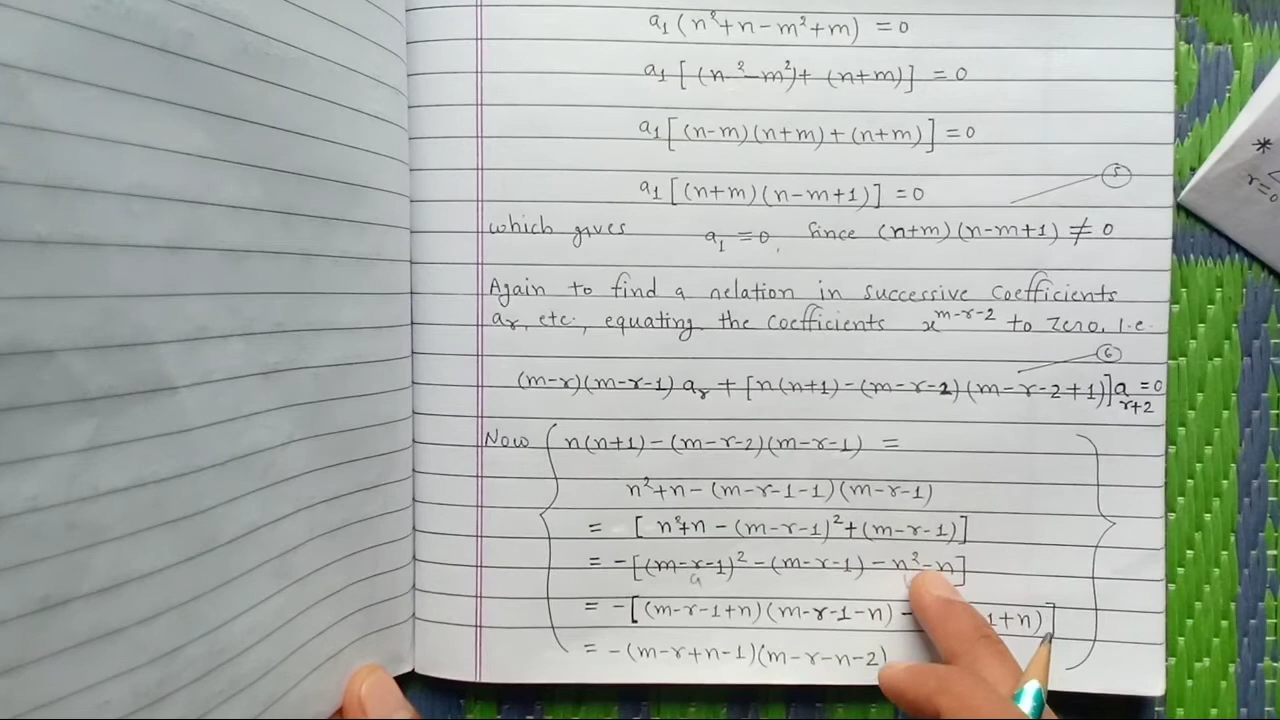 a₁(n²+n-m²+m) = 0
a₁[(n²-m²)+ (n+m)] = 0
a₁[(n-m)(n+m)+(n+m)] = 0
a₁[(n+m)(n-m+1)] = 0 ⑤
which gives a₁ = 0, Since (n+m)(n-m+1) ≠ 0
Again to find a relation in successive Coefficients
aᵣ, etc., equating the Coefficients x^{m-r-2} to zero. i.e.
⑥
(m-r)(m-r-1) aᵣ + [n(n+1)-(m-r-2)(m-r-2+1)]a_{r+2} = 0
Now n(n+1)-(m-r-2)(m-r-1) =
n²+n-(m-r-1-1)(m-r-1)
= [n²+n-(m-r-1)²+(m-r-1)]
= -[(m-r-1)²-(m-r-1)-n²-n]
= -[(m-r-1+n)(m-r-1-n)- 1+n)]
= -(m-r+n-1)(m-r-n-2)
*
r=0